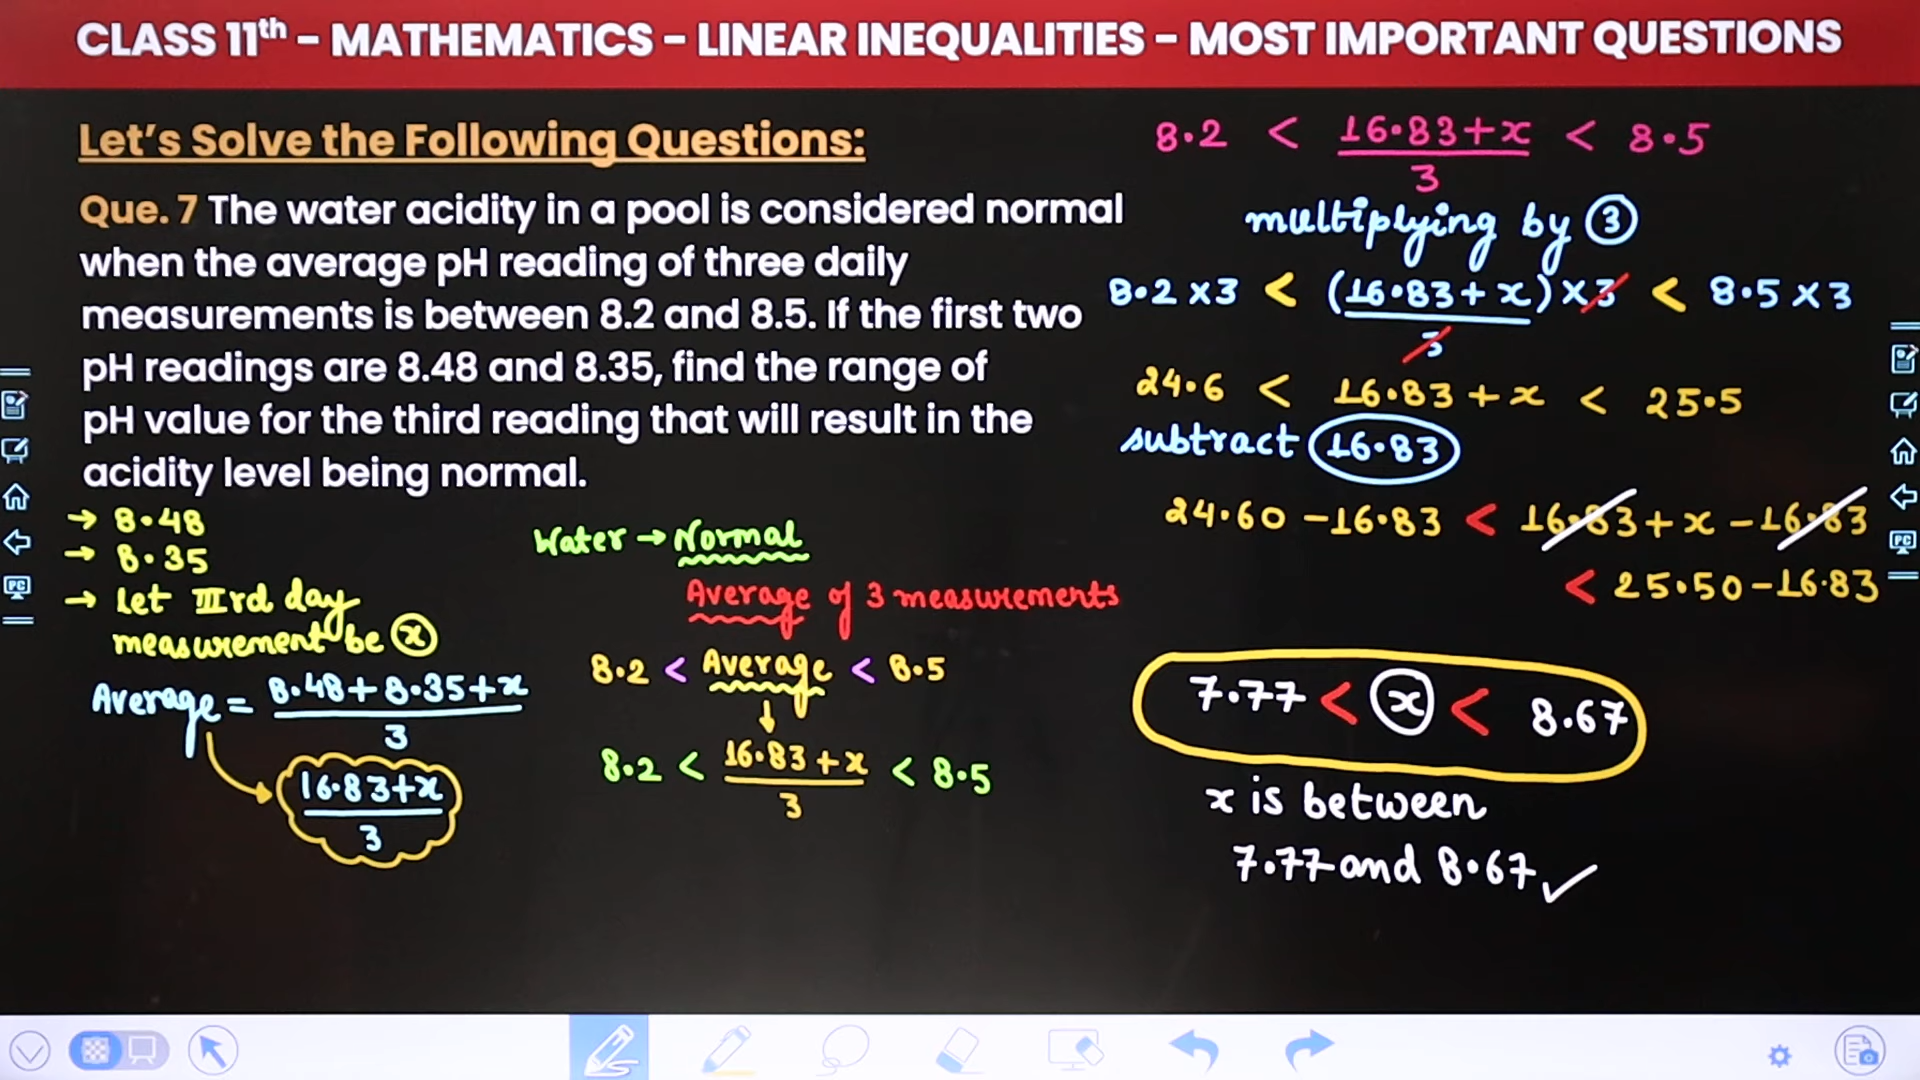 CLASS 11th - MATHEMATICS - LINEAR INEQUALITIES - MOST IMPORTANT QUESTIONS
Let's Solve the Following Questions:
Que. 7 The water acidity in a pool is considered normal
when the average pH reading of three daily
measurements is between 8.2 and 8.5. If the first two
pH readings are 8.48 and 8.35, find the range of
pH value for the third reading that will result in the
acidity level being normal.
→ 8.48
→ 8.35
→ Let IIIrd day
measurement be x
Average = 8.48+8.35+x
3
16.83+x
3
Water → Normal
Average of 3 measurements
8.2 < Average < 8.5
↓
8.2 < 16.83+x < 8.5
3
8.2 < 16.83+x < 8.5
3
multiplying by 3
8.2×3 < (16.83+x)×3 < 8.5×3
3
24.6 < 16.83+x < 25.5
subtract 16.83
24.60-16.83 < 16.83+x-16.83
< 25.50-16.83
7.77 < x < 8.67
x is between
7.77 and 8.67 ✓
PC
PC